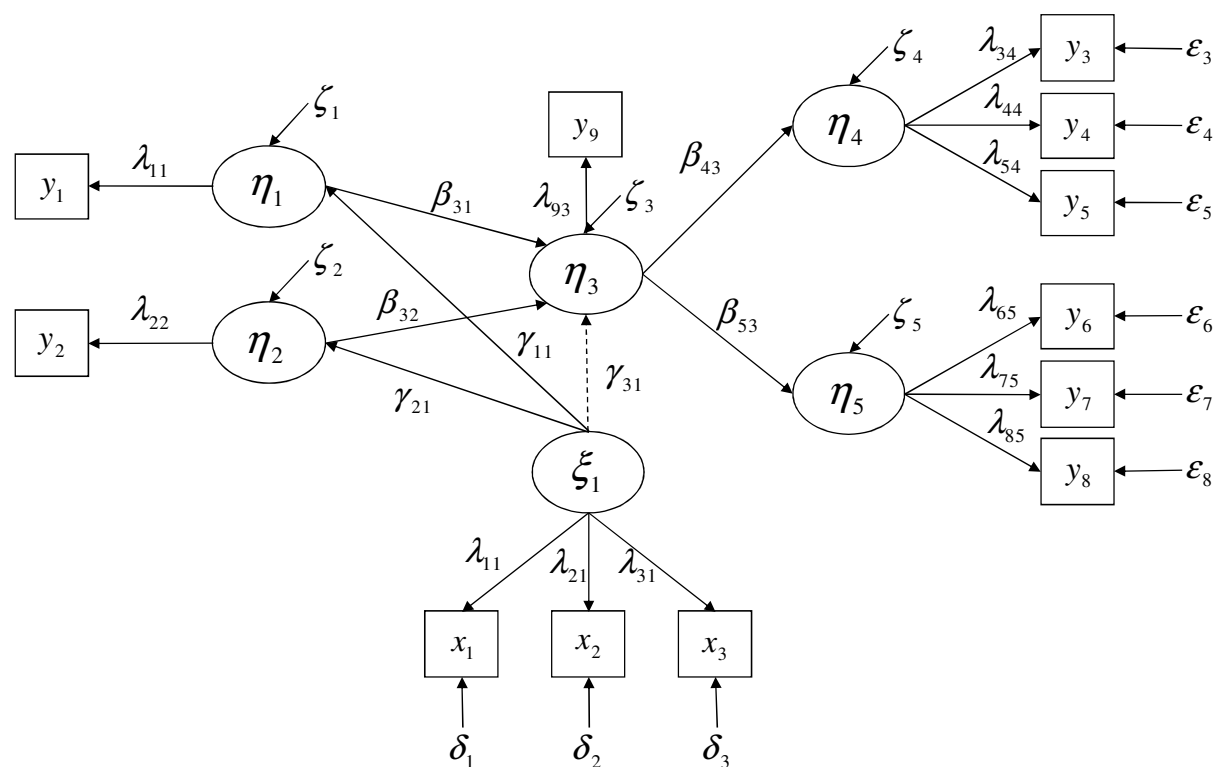 ζ₄
λ₃₄
y₃
ε₃
ζ₁
y₉
η₄
λ₄₄
y₄
ε₄
λ₁₁
y₁
η₁
β₄₃
λ₅₄
y₅
ε₅
β₃₁
λ₉₃
ζ₃
ζ₂
η₃
λ₂₂
y₂
η₂
β₃₂
β₅₃
ζ₅
λ₆₅
y₆
ε₆
γ₁₁
γ₃₁
γ₂₁
η₅
λ₇₅
y₇
ε₇
λ₈₅
y₈
ε₈
ξ₁
λ₁₁
λ₂₁
λ₃₁
x₁
x₂
x₃
δ₁
δ₂
δ₃